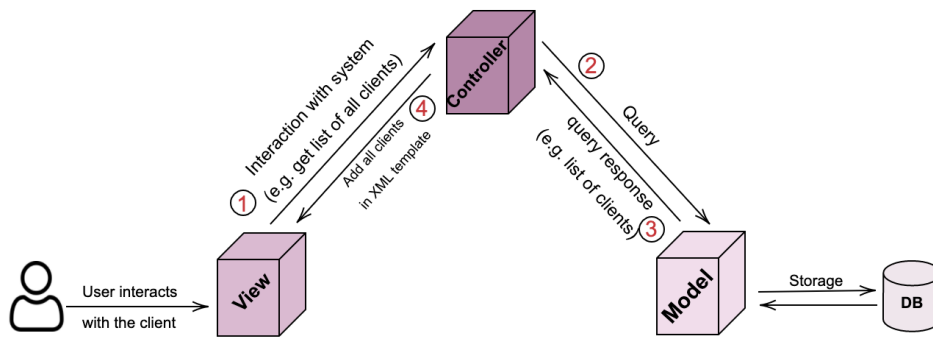 Interaction with system
(e.g. get list of all clients)
1
4
Add all clients
in XML template
Controller
2
Query
query response
(e.g. list of clients)
3
User interacts
with the client
View
Model
Storage
DB